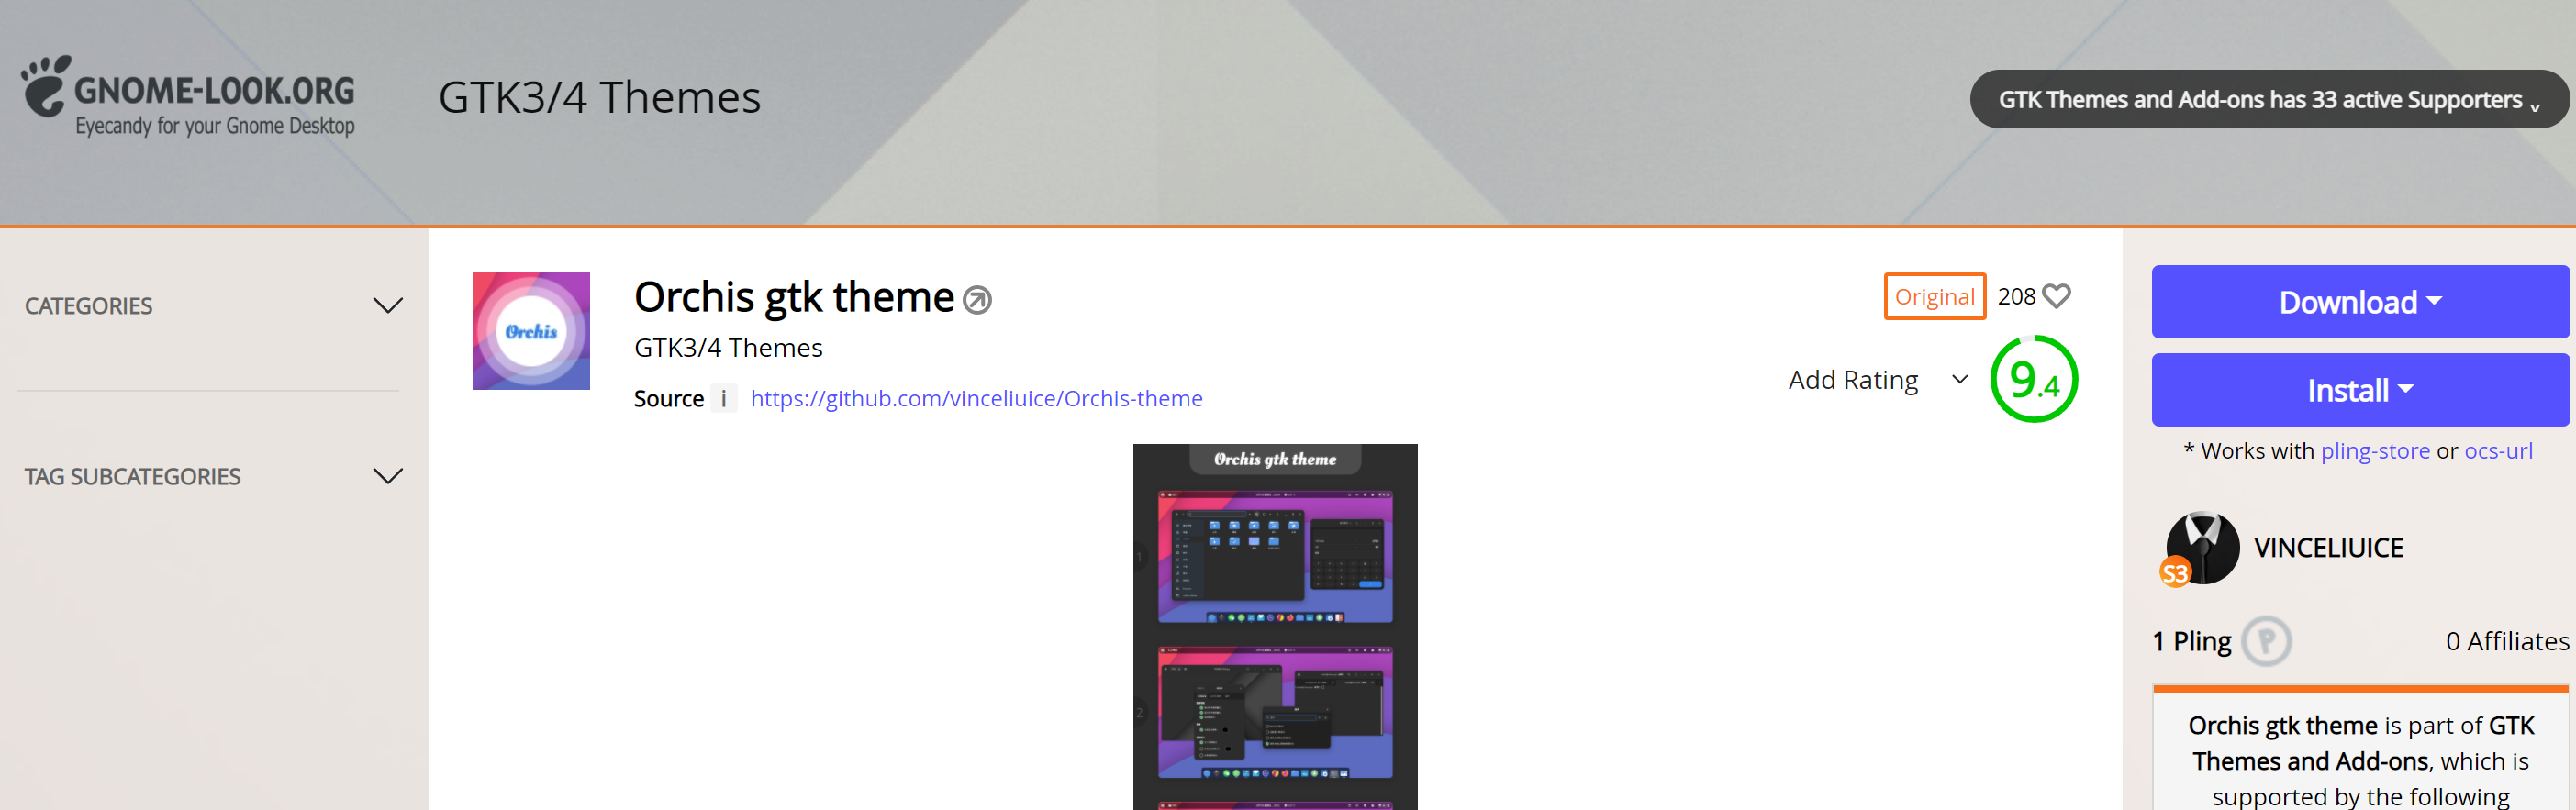 GNOME-LOOK.ORG
Eyecandy for your Gnome Desktop
GTK3/4 Themes
GTK Themes and Add-ons has 33 active Supporters v
CATEGORIES
TAG SUBCATEGORIES
Orchis
Orchis gtk theme
GTK3/4 Themes
Source i https://github.com/vinceliuice/Orchis-theme
Original 208
Add Rating 9.4
Orchis gtk theme
1
2
Download
Install
* Works with pling-store or ocs-url
S3 VINCELIUICE
1 Pling P 0 Affiliates
Orchis gtk theme is part of GTK
Themes and Add-ons, which is
supported by the following